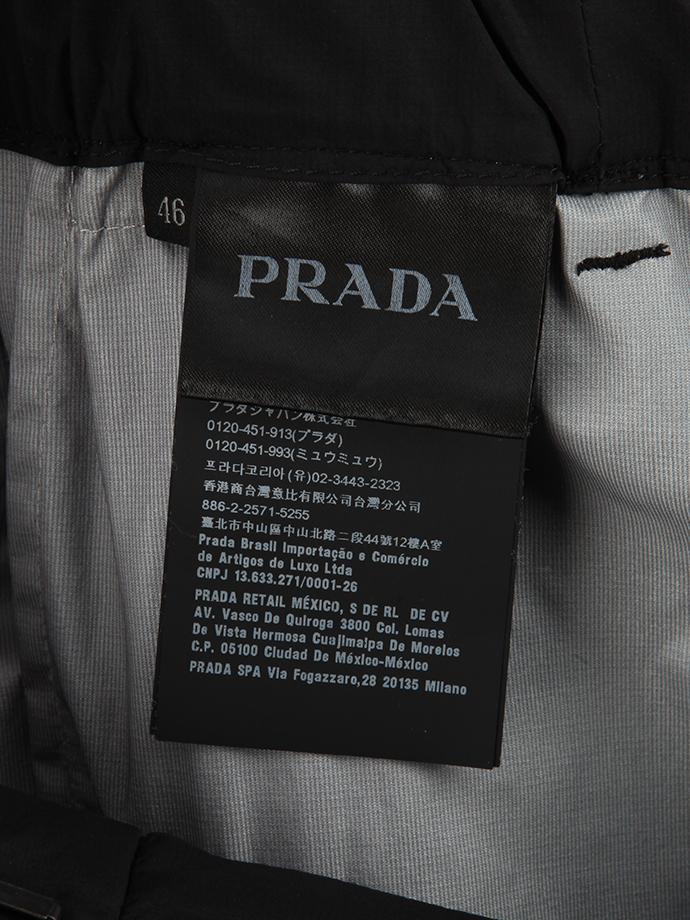 46
PRADA
プラダジャパン株式会社
0120-451-913(プラダ)
0120-451-993(ミュウミュウ)
프라다코리아 (유)02-3443-2323
香港商台灣意比有限公司台灣分公司
886-2-2571-5255
臺北市中山區中山北路二段44號12樓A室
Prada Brasil Importação e Comércio
de Artigos de Luxo Ltda
CNPJ 13.633.271/0001-26
PRADA RETAIL MÉXICO, S DE RL DE CV
AV. Vasco De Quiroga 3800 Col. Lomas
De Vista Hermosa Cuajimalpa De Morelos
C.P. 05100 Ciudad De México-México
PRADA SPA Via Fogazzaro,28 20135 Milano